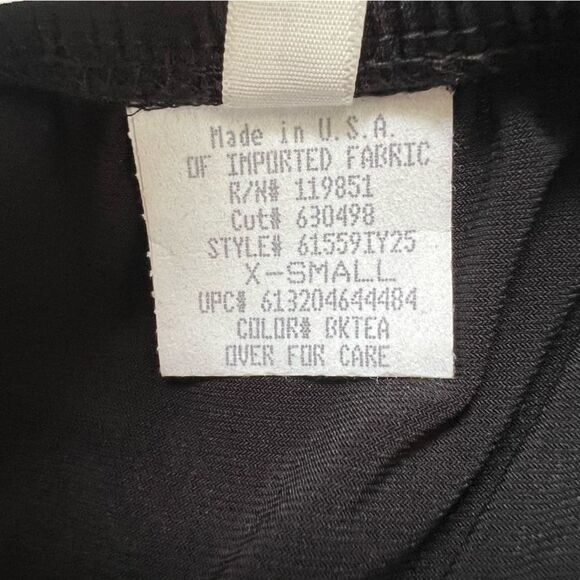 Made in U.S.A.
OF IMPORTED FABRIC
R/N# 119851
Cut# 630498
STYLE# 61559IY25
X-SMALL
UPC# 613204644484
COLOR# BKTEA
OVER FOR CARE